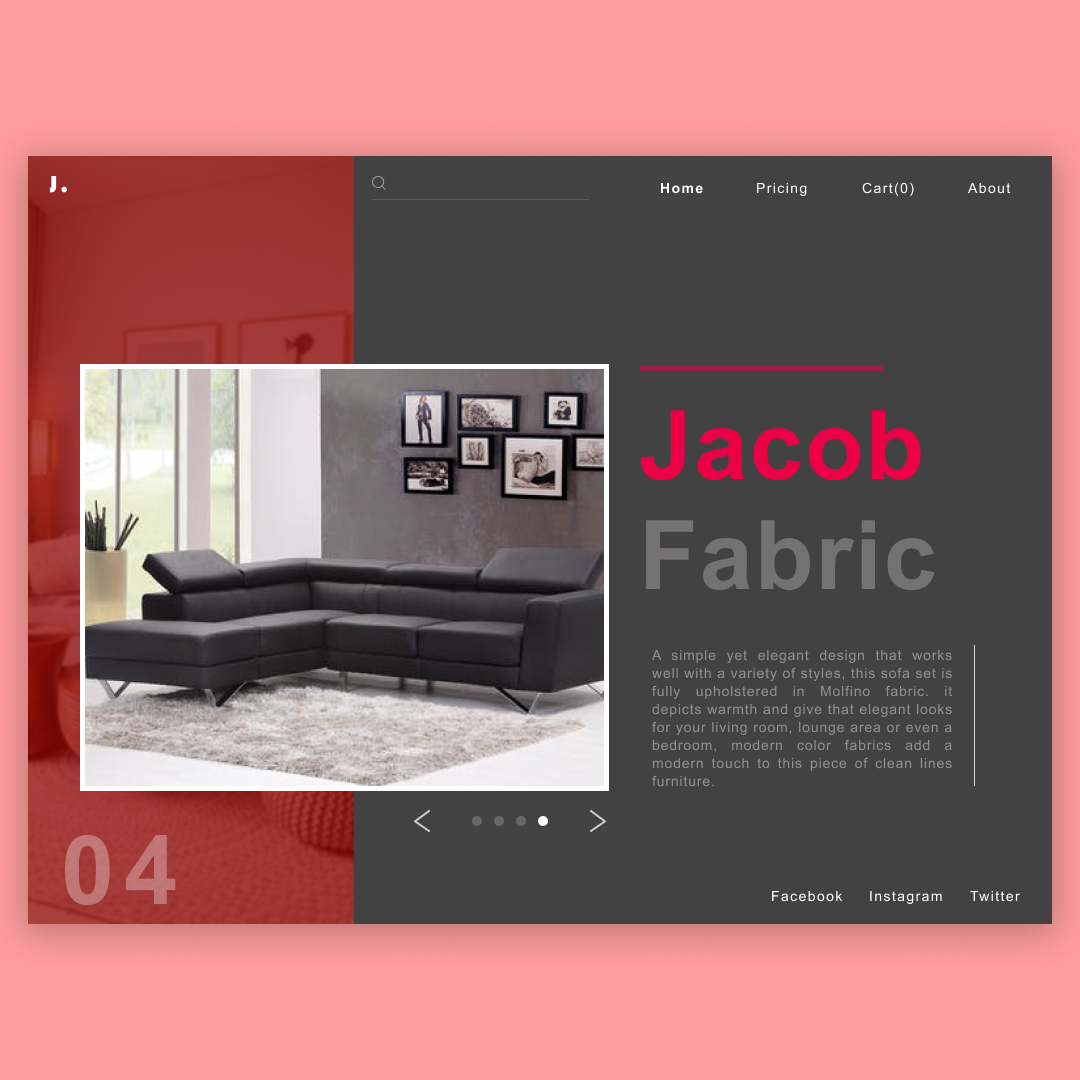 J.
Home Pricing Cart(0) About
Jacob
Fabric
A simple yet elegant design that works
well with a variety of styles, this sofa set is
fully upholstered in Molfino fabric. it
depicts warmth and give that elegant looks
for your living room, lounge area or even a
bedroom, modern color fabrics add a
modern touch to this piece of clean lines
furniture.
04
Facebook Instagram Twitter